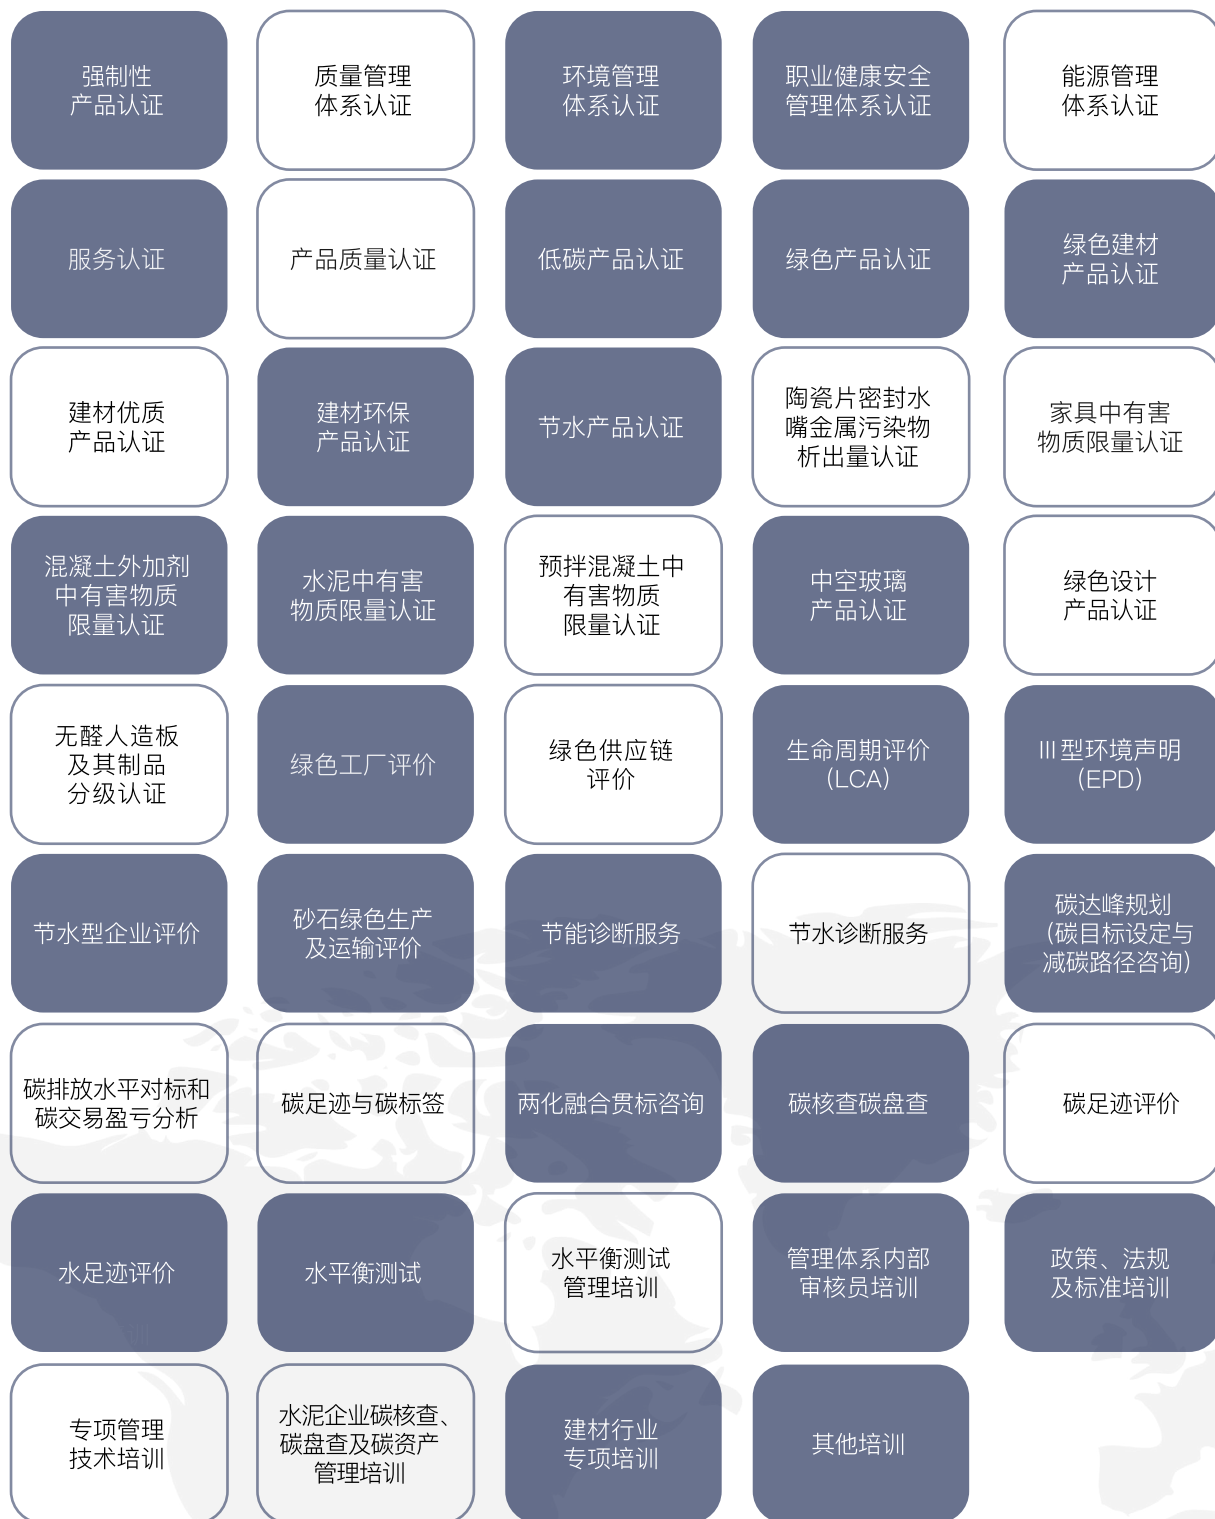 强制性
产品认证
质量管理
体系认证
环境管理
体系认证
职业健康安全
管理体系认证
能源管理
体系认证
服务认证
产品质量认证
低碳产品认证
绿色产品认证
绿色建材
产品认证
建材优质
产品认证
建材环保
产品认证
节水产品认证
陶瓷片密封水
嘴金属污染物
析出量认证
家具中有害
物质限量认证
混凝土外加剂
中有害物质
限量认证
水泥中有害
物质限量认证
预拌混凝土中
有害物质
限量认证
中空玻璃
产品认证
绿色设计
产品认证
无醛人造板
及其制品
分级认证
绿色工厂评价
绿色供应链
评价
生命周期评价
（LCA）
III 型环境声明
（EPD）
节水型企业评价
砂石绿色生产
及运输评价
节能诊断服务
节水诊断服务
碳达峰规划
（碳目标设定与
减碳路径咨询）
碳排放水平对标和
碳交易盈亏分析
碳足迹与碳标签
两化融合贯标咨询
碳核查碳盘查
碳足迹评价
水足迹评价
水平衡测试
水平衡测试
管理培训
管理体系内部
审核员培训
政策、法规
及标准培训
专项管理
技术培训
水泥企业碳核查、
碳盘查及碳资产
管理培训
建材行业
专项培训
其他培训